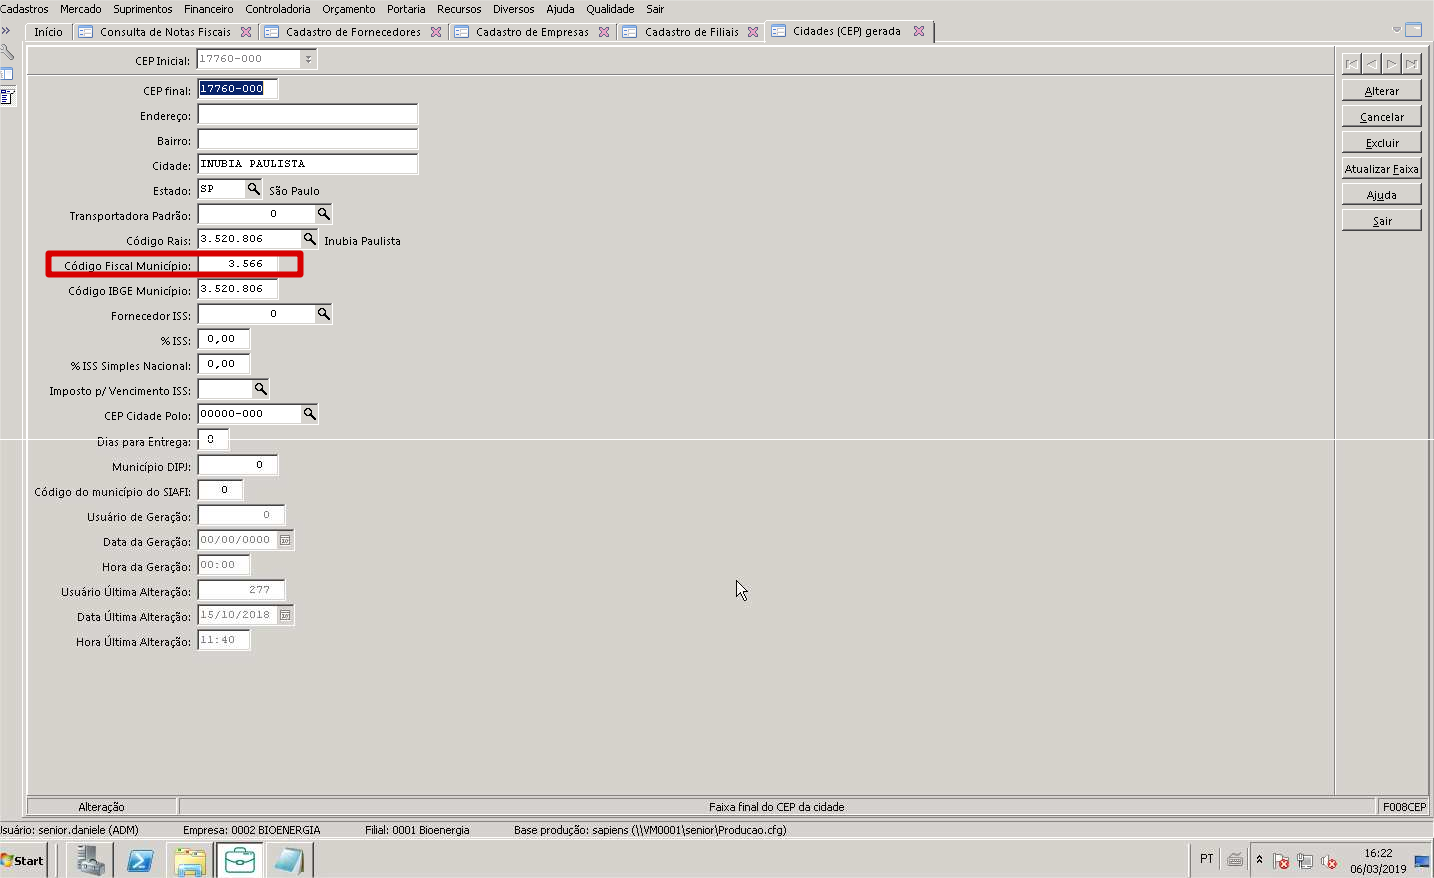 Cadastros Mercado Suprimentos Financeiro Controladoria Orçamento Portaria Recursos Diversos Ajuda Qualidade Sair
Início Consulta de Notas Fiscais Cadastro de Fornecedores Cadastro de Empresas Cadastro de Filiais Cidades (CEP) gerada
CEP Inicial: 17760-000
CEP final: 17760-000
Endereço:
Bairro:
Cidade: INUBIA PAULISTA
Estado: SP São Paulo
Transportadora Padrão: 0
Código Rais: 3.520.806 Inubia Paulista
Código Fiscal Município: 3.566
Código IBGE Município: 3.520.806
Fornecedor ISS: 0
% ISS: 0,00
% ISS Simples Nacional: 0,00
Imposto p/ Vencimento ISS:
CEP Cidade Polo: 00000-000
Dias para Entrega: 0
Município DIPJ: 0
Código do município do SIAFI: 0
Usuário de Geração: 0
Data da Geração: 00/00/0000
Hora da Geração: 00:00
Usuário Última Alteração: 277
Data Última Alteração: 15/10/2018
Hora Última Alteração: 11:40
Alterar
Cancelar
Excluir
Atualizar Faixa
Ajuda
Sair
Alteração Faixa final do CEP da cidade F008CEP
Jsuário: senior.daniele (ADM) Empresa: 0002 BIOENERGIA Filial: 0001 Bioenergia Base produção: sapiens (\\VM0001\senior\Producao.cfg)
Start PT 16:22
06/03/2019